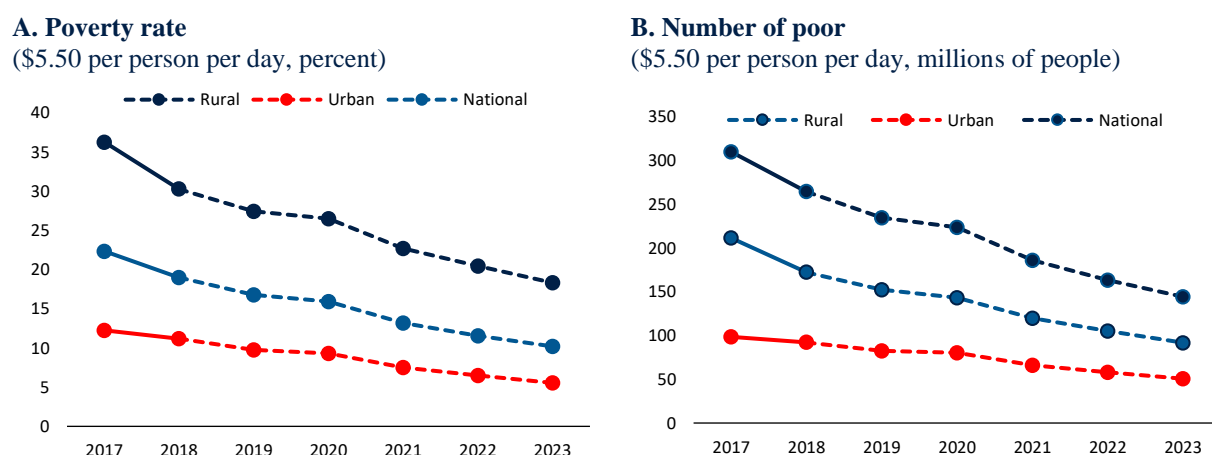 A. Poverty rate
($5.50 per person per day, percent)
Rural Urban National
40
35
30
25
20
15
10
5
0
2017 2018 2019 2020 2021 2022 2023
B. Number of poor
($5.50 per person per day, millions of people)
Rural Urban National
350
300
250
200
150
100
50
0
2017 2018 2019 2020 2021 2022 2023